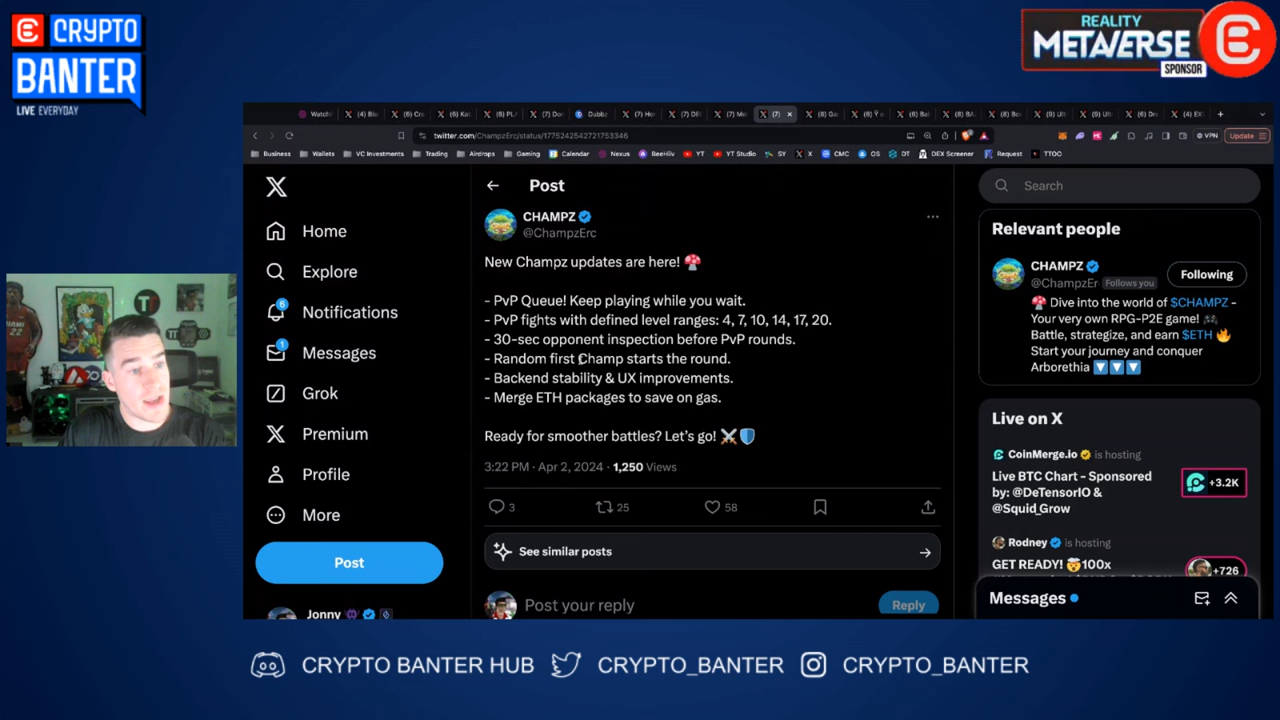 CRYPTO
BANTER
LIVE EVERYDAY
REALITY
METAVERSE
SPONSOR
twitter.com/ChampzErc/status/1775242542721753346
VPN
Update
Business
Wallets
VC Investments
Trading
Airdrops
Gaming
Calendar
Nexus
BeeHiiv
YT
YT Studio
SY
X
CMC
OS
DT
DEX Screener
Request
TTOO
Home
Explore
6
Notifications
1
Messages
Grok
Premium
Profile
More
Post
Jonny
Post
CHAMPZ
@ChampzErc
New Champz updates are here! 🍄
- PvP Queue! Keep playing while you wait.
- PvP fights with defined level ranges: 4, 7, 10, 14, 17, 20.
- 30-sec opponent inspection before PvP rounds.
- Random first Champ starts the round.
- Backend stability & UX improvements.
- Merge ETH packages to save on gas.
Ready for smoother battles? Let's go! ⚔️🛡️
3:22 PM · Apr 2, 2024 · 1,250 Views
3
25
58
See similar posts
Post your reply
Reply
Search
Relevant people
CHAMPZ
@ChampzEr Follows you
Following
🍄 Dive into the world of $CHAMPZ -
Your very own RPG-P2E game! 🎮
Battle, strategize, and earn $ETH 🔥
Start your journey and conquer
Arborethia
Live on X
CoinMerge.io is hosting
Live BTC Chart - Sponsored
by: @DeTensorIO &
@Squid_Grow
+3.2K
Rodney is hosting
GET READY! 🤯100x
+726
Messages
CRYPTO BANTER HUB
CRYPTO_BANTER
CRYPTO_BANTER